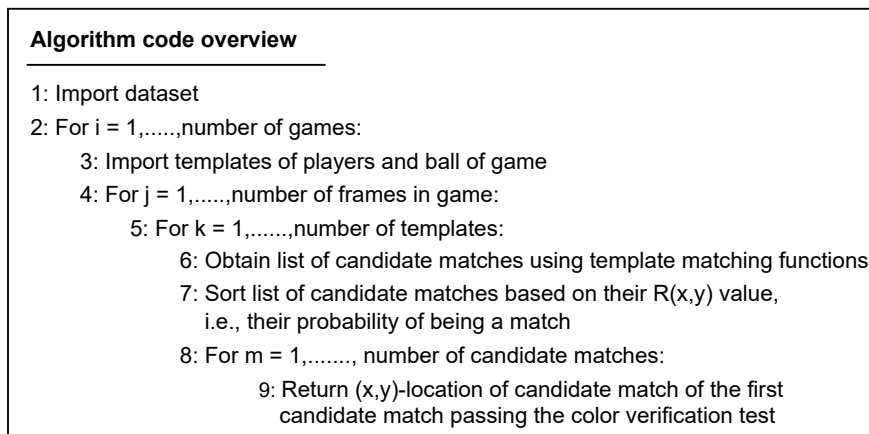 Algorithm code overview
1: Import dataset
2: For i = 1,.....,number of games:
3: Import templates of players and ball of game
4: For j = 1,.....,number of frames in game:
5: For k = 1,......,number of templates:
6: Obtain list of candidate matches using template matching functions
7: Sort list of candidate matches based on their R(x,y) value,
i.e., their probability of being a match
8: For m = 1,......., number of candidate matches:
9: Return (x,y)-location of candidate match of the first
candidate match passing the color verification test